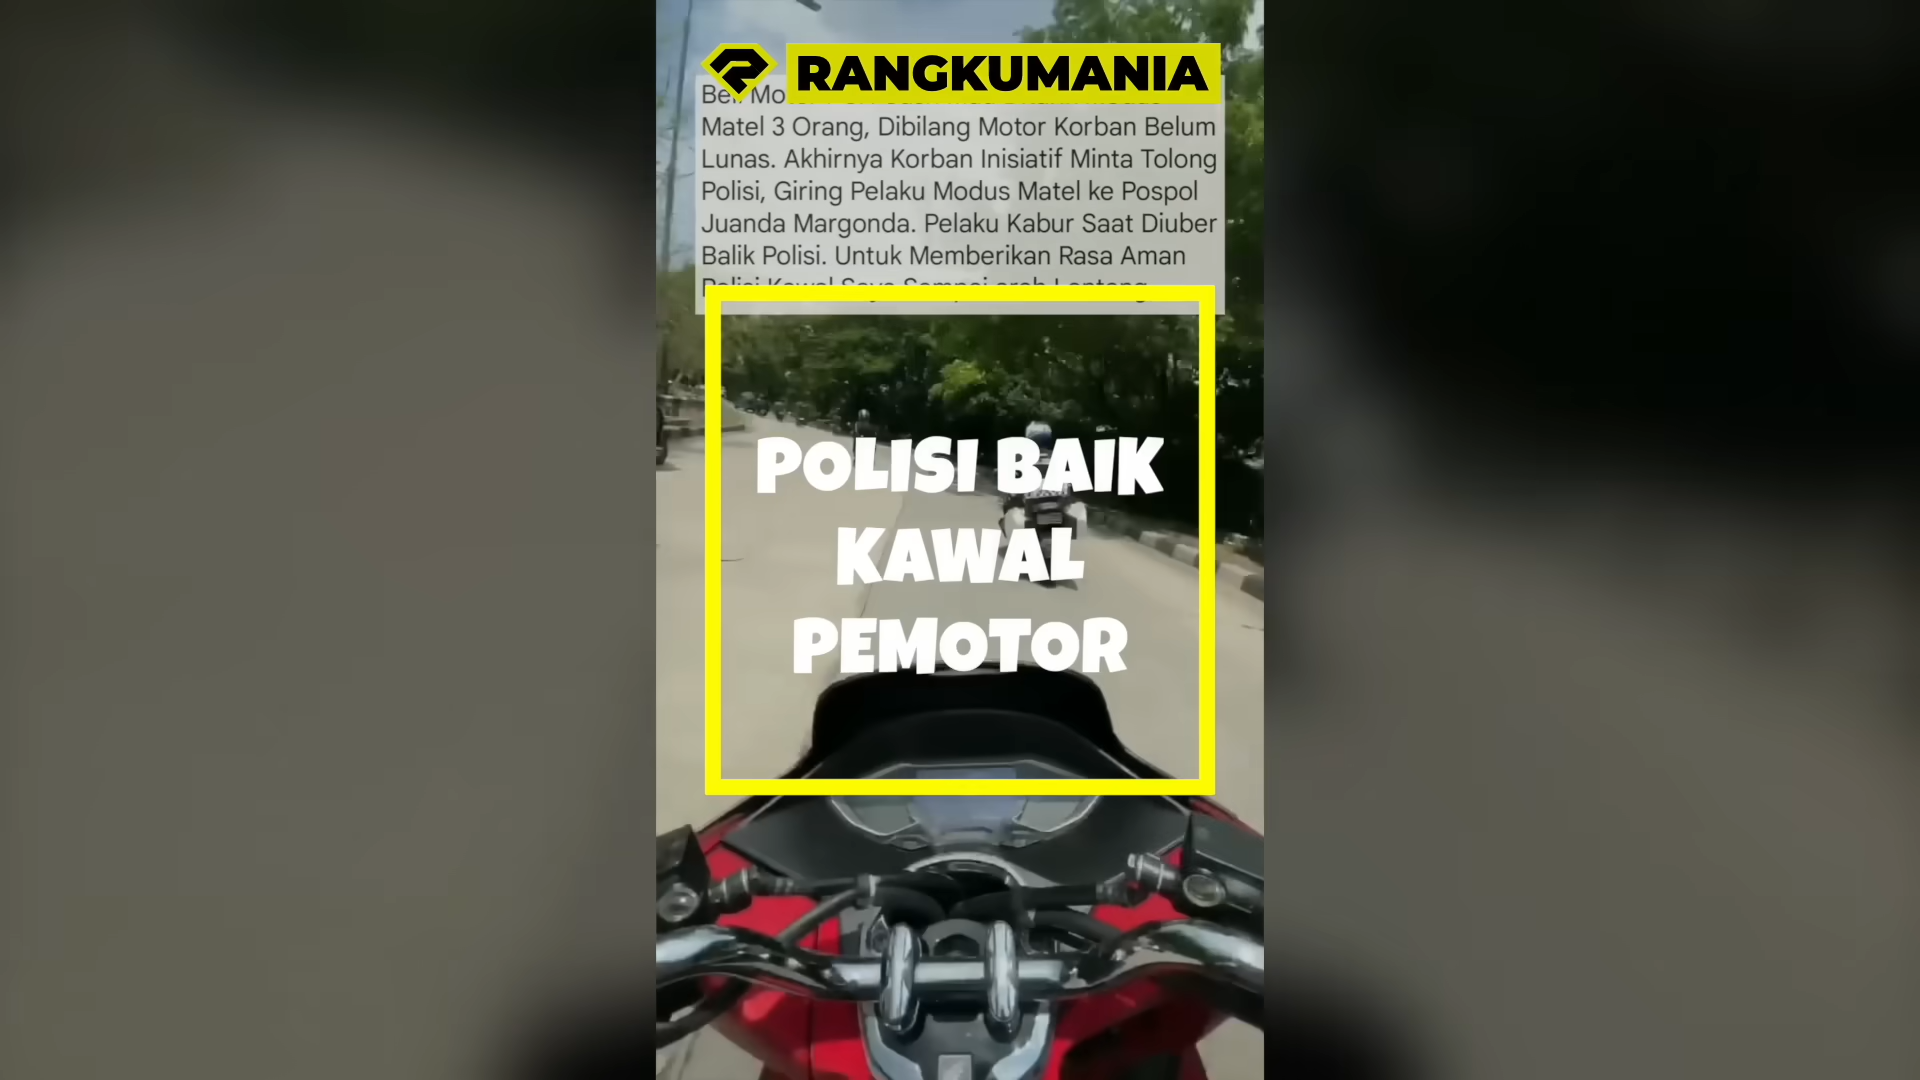 RANGKUMANIA
Matel 3 Orang, Dibilang Motor Korban Belum
Lunas. Akhirnya Korban Inisiatif Minta Tolong
Polisi, Giring Pelaku Modus Matel ke Pospol
Juanda Margonda. Pelaku Kabur Saat Diuber
Balik Polisi. Untuk Memberikan Rasa Aman
POLISI BAIK
KAWAL
PEMOTOR